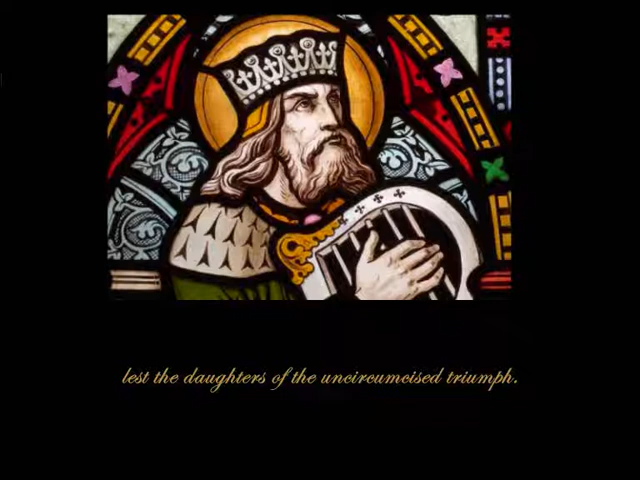 lest the daughters of the uncircumcised triumph.